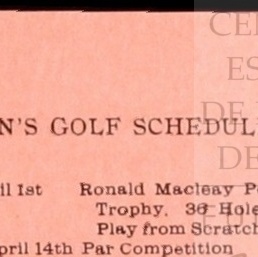 N'S GOLF SCHEDUL
il 1st Ronald Macleay P
Trophy. 36 Hole
Play from Scratch
pril 14th Par Competition
CE
ES
DE
DE